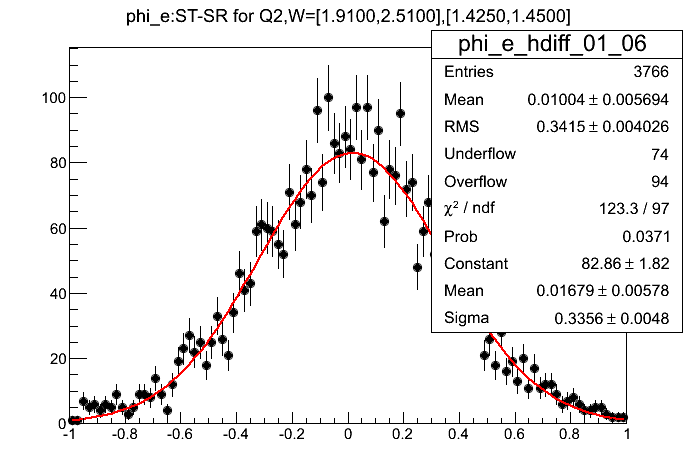 phi_e:ST-SR for Q2,W=[1.9100,2.5100],[1.4250,1.4500]
phi_e_hdiff_01_06
Entries 3766
Mean 0.01004 ± 0.005694
RMS 0.3415 ± 0.004026
Underflow 74
Overflow 94
χ² / ndf 123.3 / 97
Prob 0.0371
Constant 82.86 ± 1.82
Mean 0.01679 ± 0.00578
Sigma 0.3356 ± 0.0048
100
80
60
40
20
0
-1 -0.8 -0.6 -0.4 -0.2 0 0.2 0.4 0.6 0.8 1